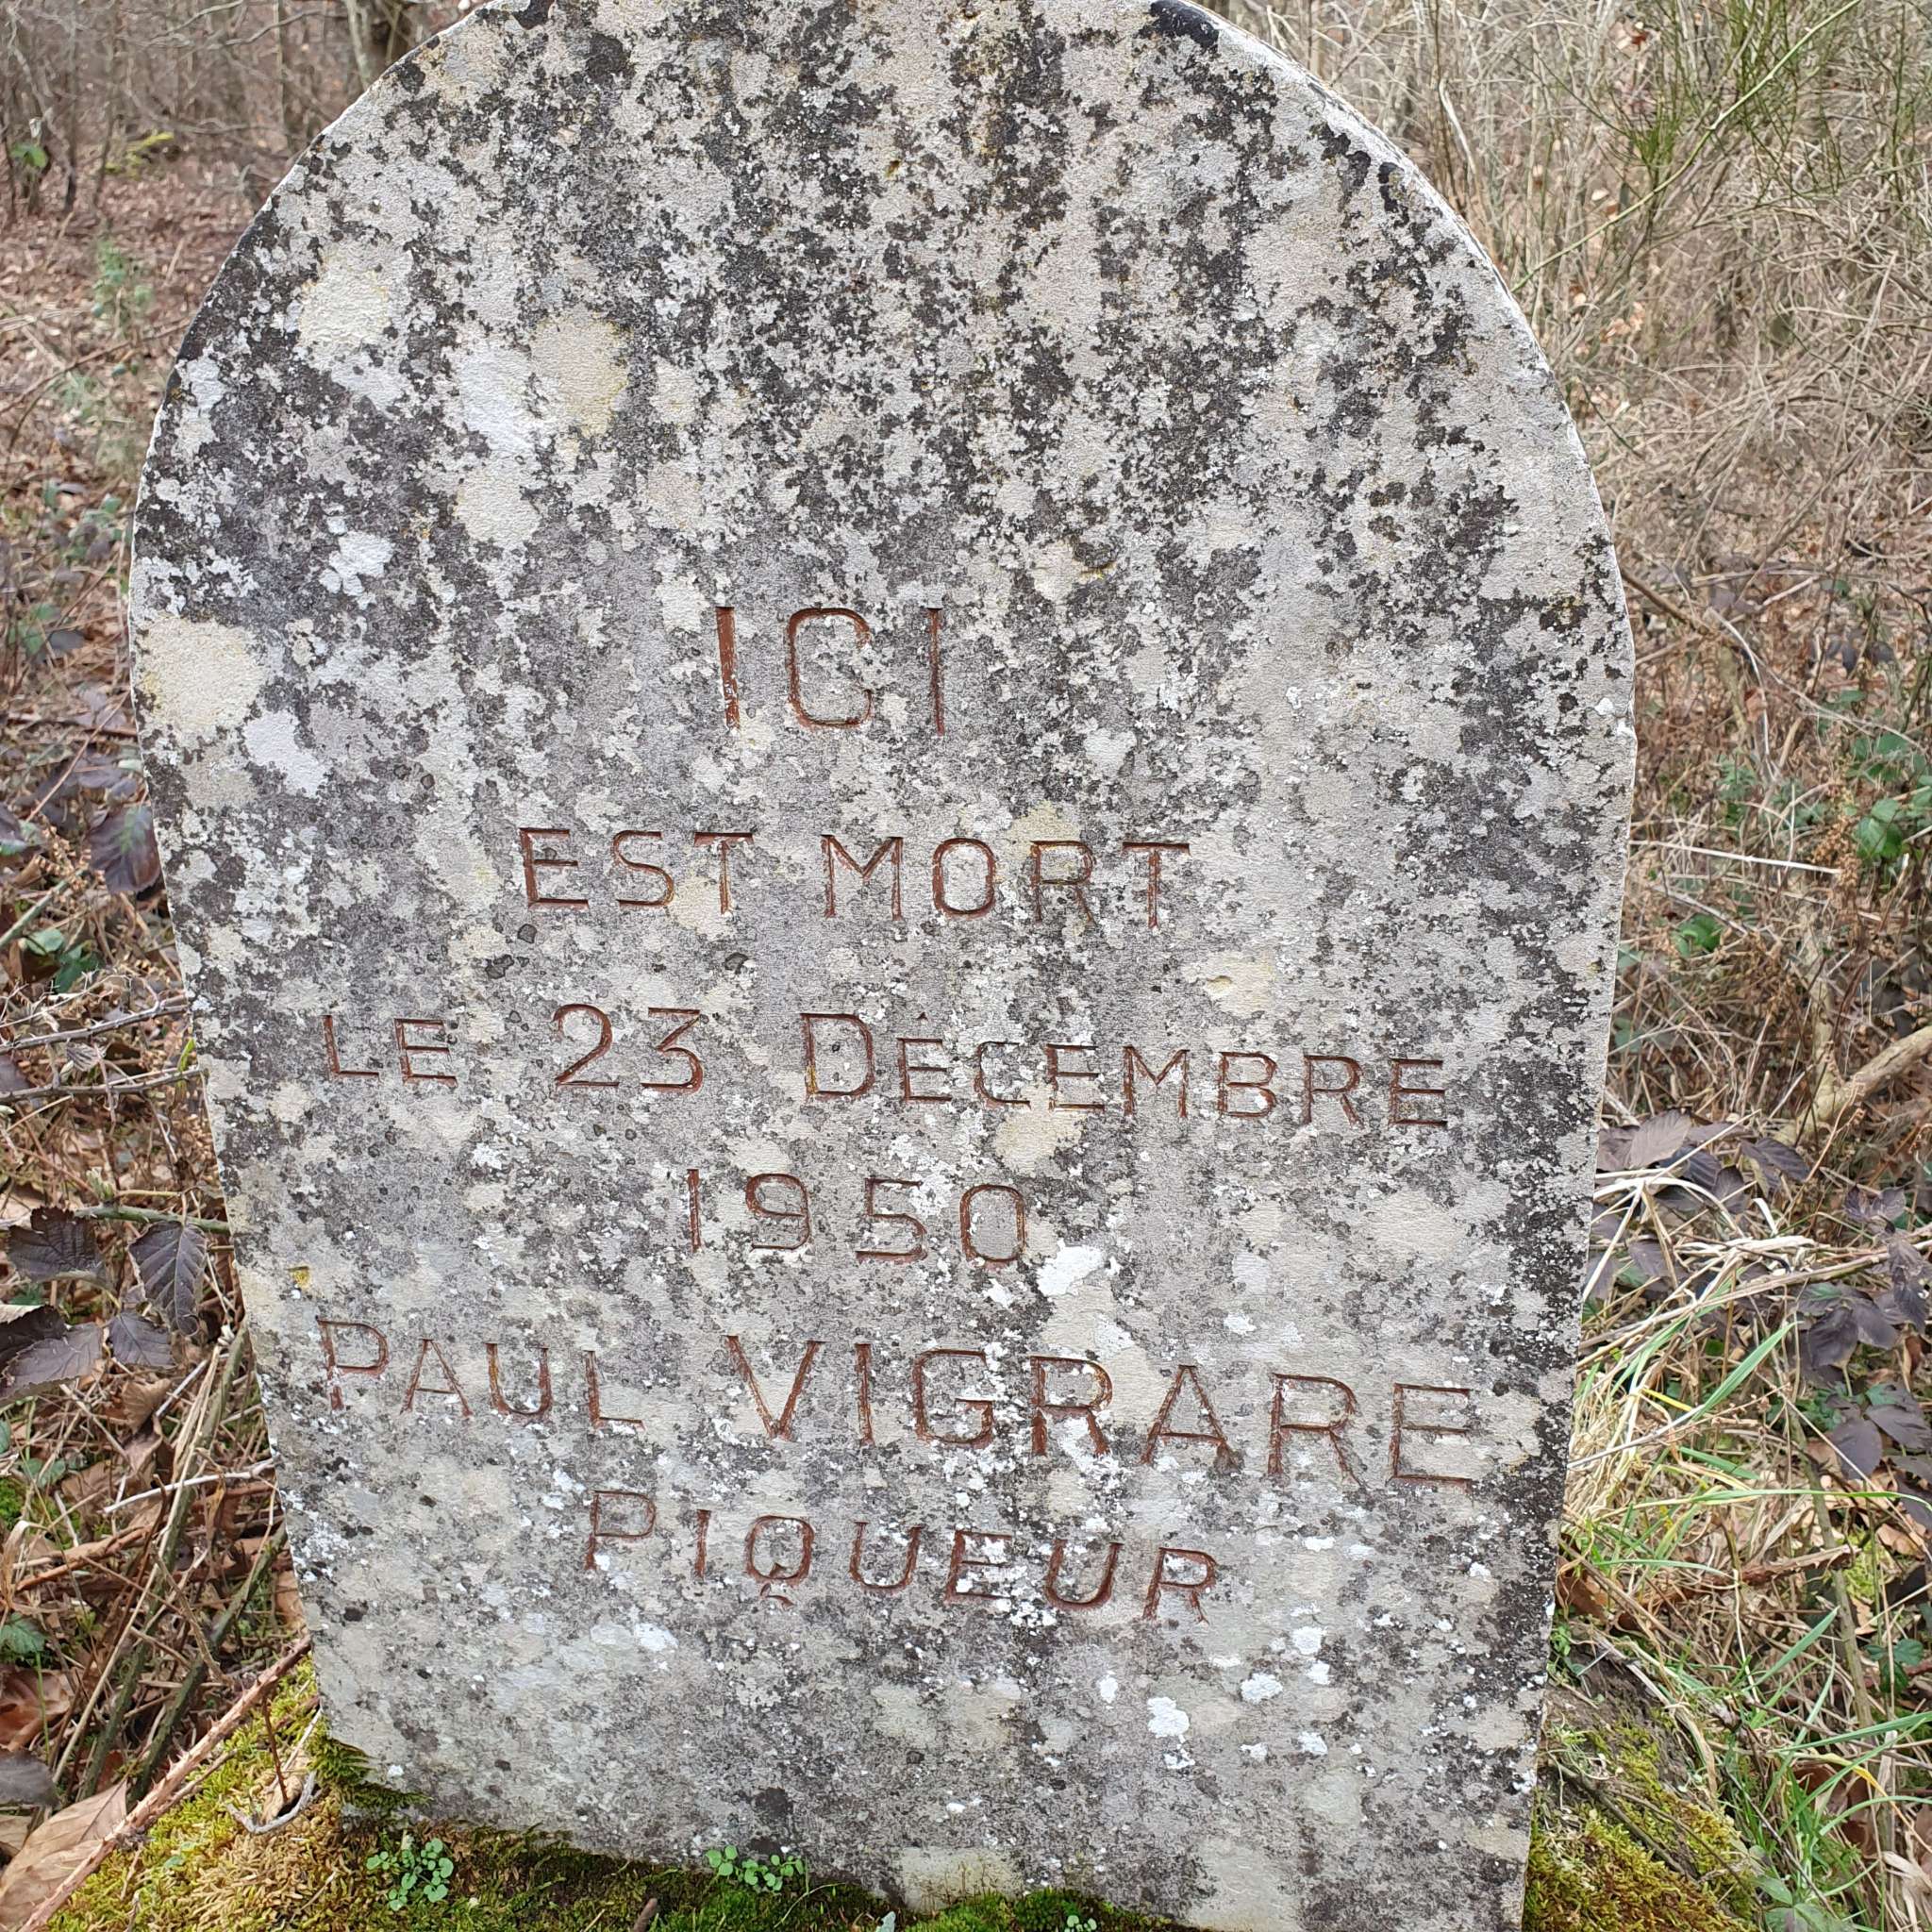 ICI
EST MORT
LE 23 DÉCEMBRE
1950
PAUL VIGRARE
PIQUEUR